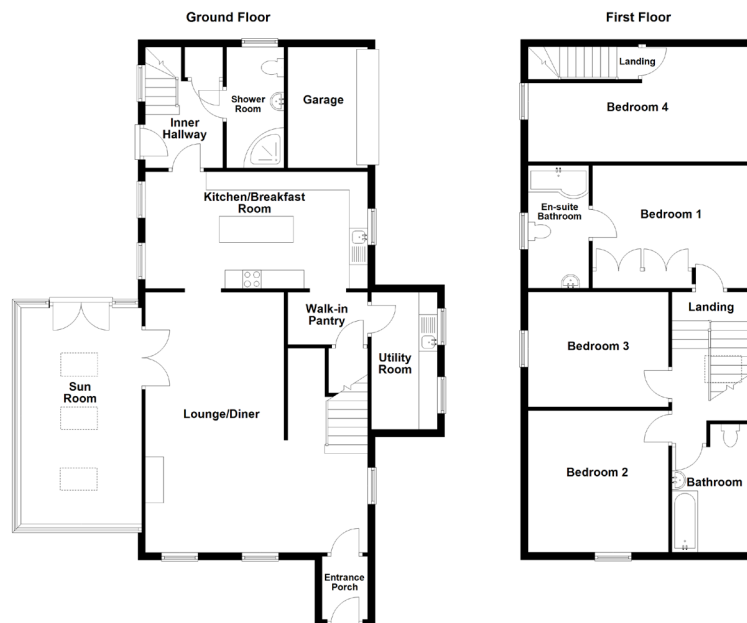 Ground Floor
Inner
Hallway
Shower
Room
Garage
Kitchen/Breakfast
Room
Walk-in
Pantry
Utility
Room
Sun
Room
Lounge/Diner
Entrance
Porch
First Floor
Landing
Bedroom 4
En-suite
Bathroom
Bedroom 1
Landing
Bedroom 3
Bedroom 2
Bathroom